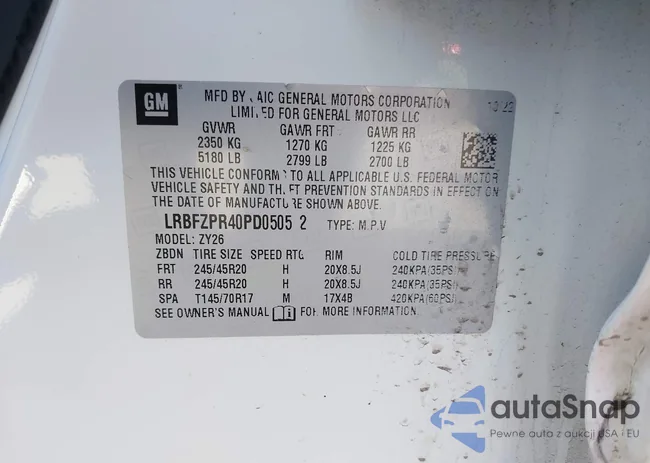 GM
MFD BY AIC GENERAL MOTORS CORPORATION 10/22
LIMI ED FOR GENERAL MOTORS LLC
GVWR GAWR FRT GAWR RR
2350 KG 1270 KG 1225 KG
5180 LB 2799 LB 2700 LB
THIS VEHICLE CONFORMS TO ALL APPLICABLE U.S. FEDERAL MOTOR
VEHICLE SAFETY AND THEFT PREVENTION STANDARDS IN EFFECT ON
THE DATE OF MANUFACTURE SHOWN ABOVE.
LRBFZPR40PD0505 2 TYPE: M.P.V
MODEL: ZY26
ZBDN TIRE SIZE SPEED RTG RIM COLD TIRE PRESSURE
FRT 245/45R20 H 20X8.5J 240KPA(35PSI)
RR 245/45R20 H 20X8.5J 240KPA(35PSI)
SPA T145/70R17 M 17X4B 420KPA(60PSI)
SEE OWNER'S MANUAL FOR MORE INFORMATION.
autaSnap
Pewne auto z aukcji USA i EU